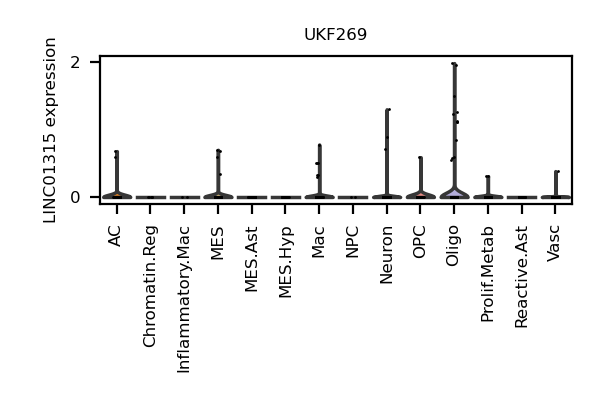 UKF269
LINC01315 expression
2
0
AC
Chromatin.Reg
Inflammatory.Mac
MES
MES.Ast
MES.Hyp
Mac
NPC
Neuron
OPC
Oligo
Prolif.Metab
Reactive.Ast
Vasc